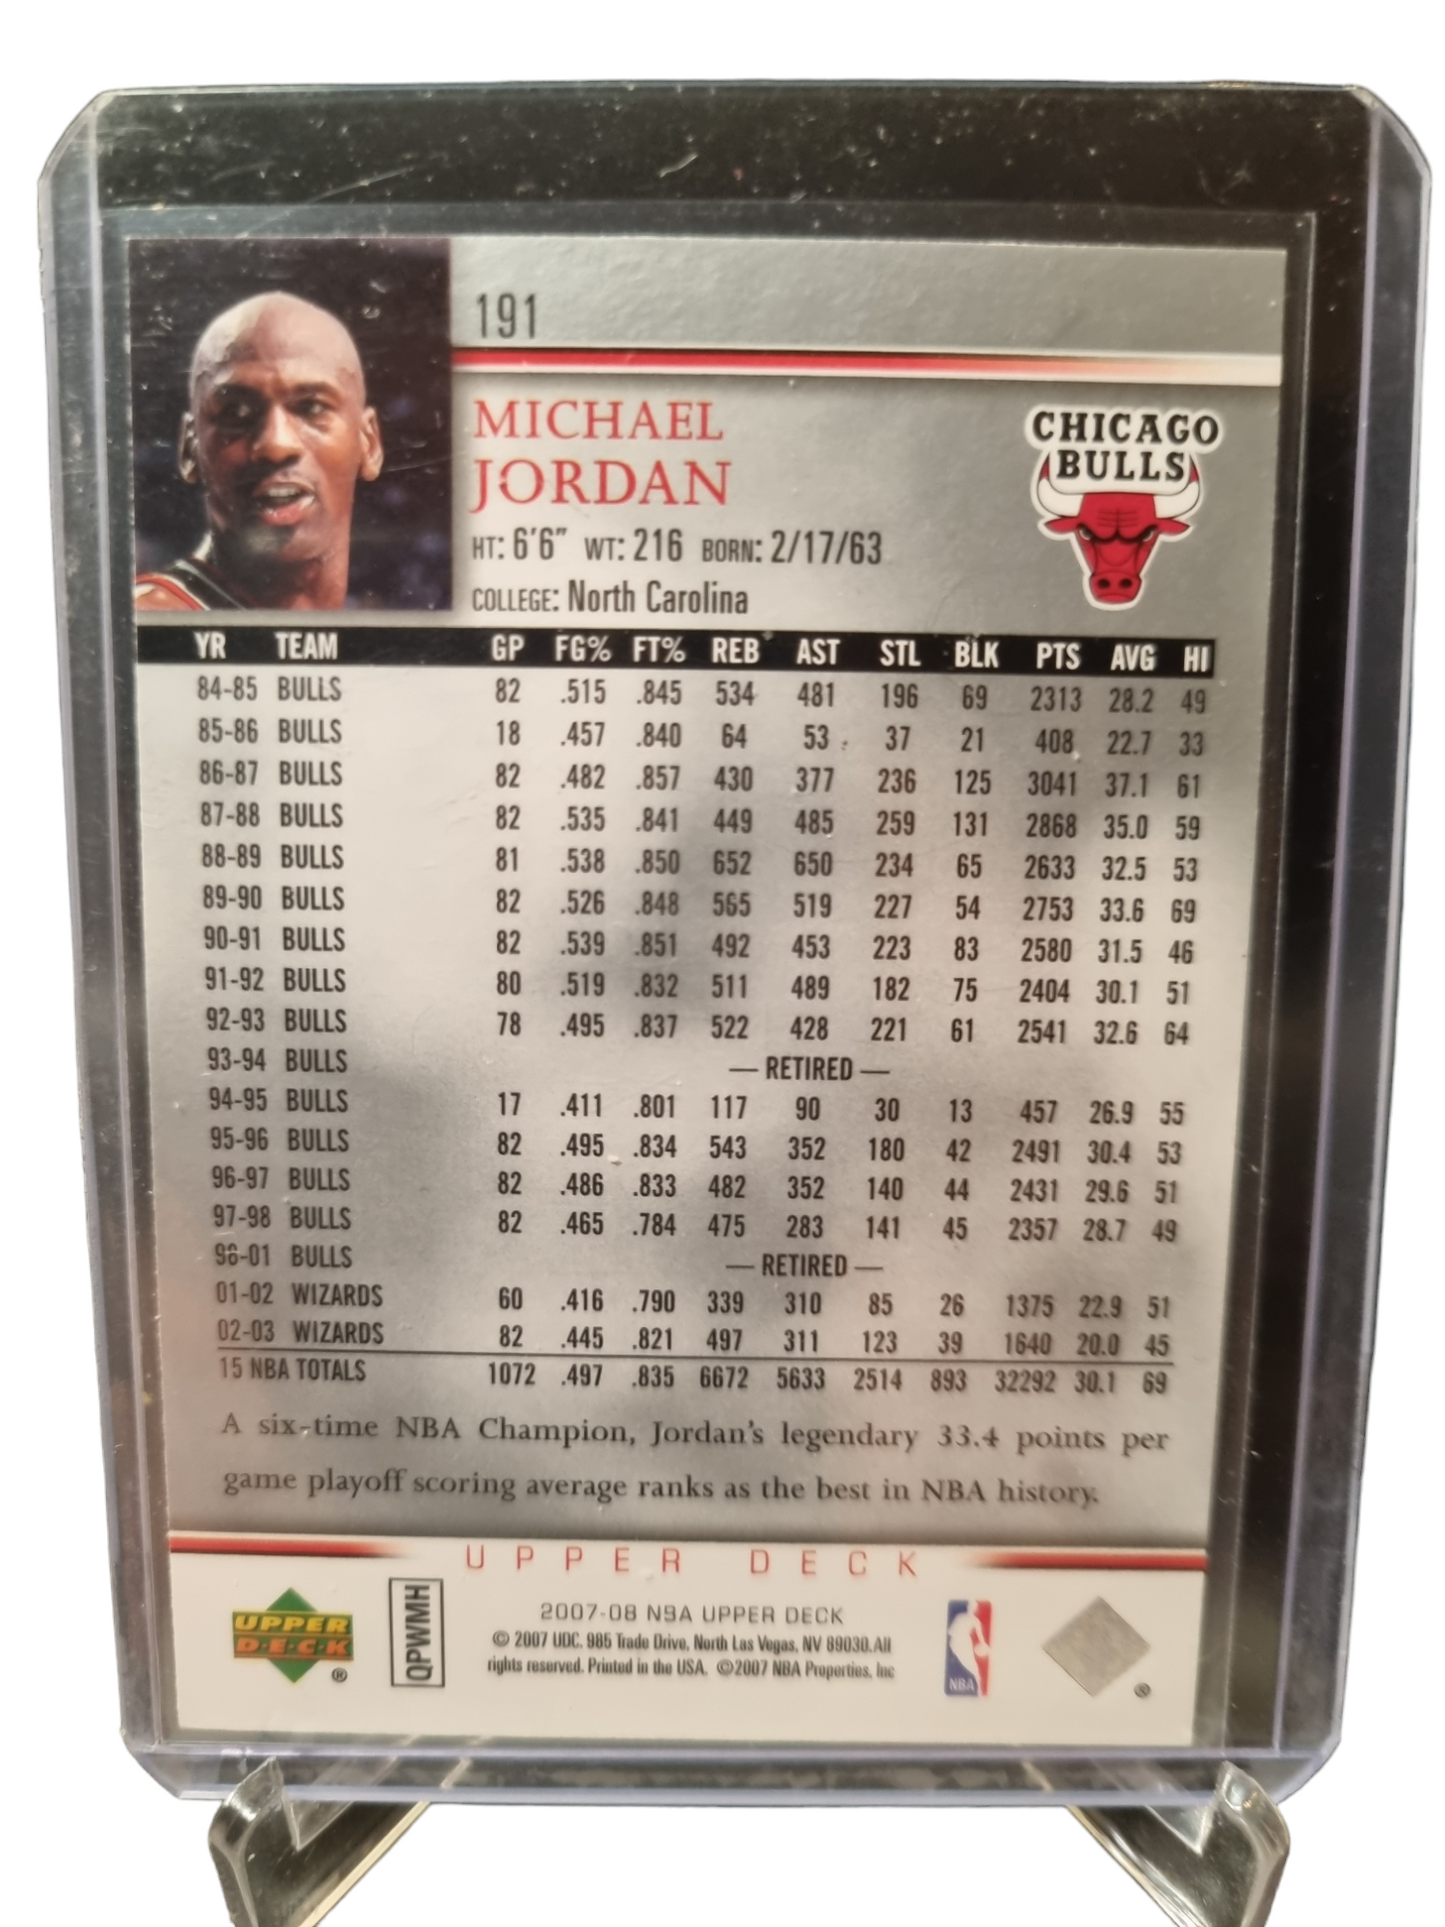 191
MICHAEL
JORDAN
HT: 6'6" WT: 216 BORN: 2/17/63
COLLEGE: North Carolina
CHICAGO
BULLS
YR TEAM GP FG% FT% REB AST STL BLK PTS AVG HI
84-85 BULLS 82 .515 .845 534 481 196 69 2313 28.2 49
85-86 BULLS 18 .457 .840 64 53 37 21 408 22.7 33
86-87 BULLS 82 .482 .857 430 377 236 125 3041 37.1 61
87-88 BULLS 82 .535 .841 449 485 259 131 2868 35.0 59
88-89 BULLS 81 .538 .850 652 650 234 65 2633 32.5 53
89-90 BULLS 82 .526 .848 565 519 227 54 2753 33.6 69
90-91 BULLS 82 .539 .851 492 453 223 83 2580 31.5 46
91-92 BULLS 80 .519 .832 511 489 182 75 2404 30.1 51
92-93 BULLS 78 .495 .837 522 428 221 61 2541 32.6 64
93-94 BULLS — RETIRED —
94-95 BULLS 17 .411 .801 117 90 30 13 457 26.9 55
95-96 BULLS 82 .495 .834 543 352 180 42 2491 30.4 53
96-97 BULLS 82 .486 .833 482 352 140 44 2431 29.6 51
97-98 BULLS 82 .465 .784 475 283 141 45 2357 28.7 49
98-01 BULLS — RETIRED —
01-02 WIZARDS 60 .416 .790 339 310 85 26 1375 22.9 51
02-03 WIZARDS 82 .445 .821 497 311 123 39 1640 20.0 45
15 NBA TOTALS 1072 .497 .835 6672 5633 2514 893 32292 30.1 69
A six-time NBA Champion, Jordan's legendary 33.4 points per
game playoff scoring average ranks as the best in NBA history.
UPPER DECK
UPPER
D·E·C·K
®
QPWMH
2007-08 NBA UPPER DECK
© 2007 UDC. 985 Trade Drive, North Las Vegas, NV 89030. All
rights reserved. Printed in the USA. ©2007 NBA Properties, Inc
NBA
®